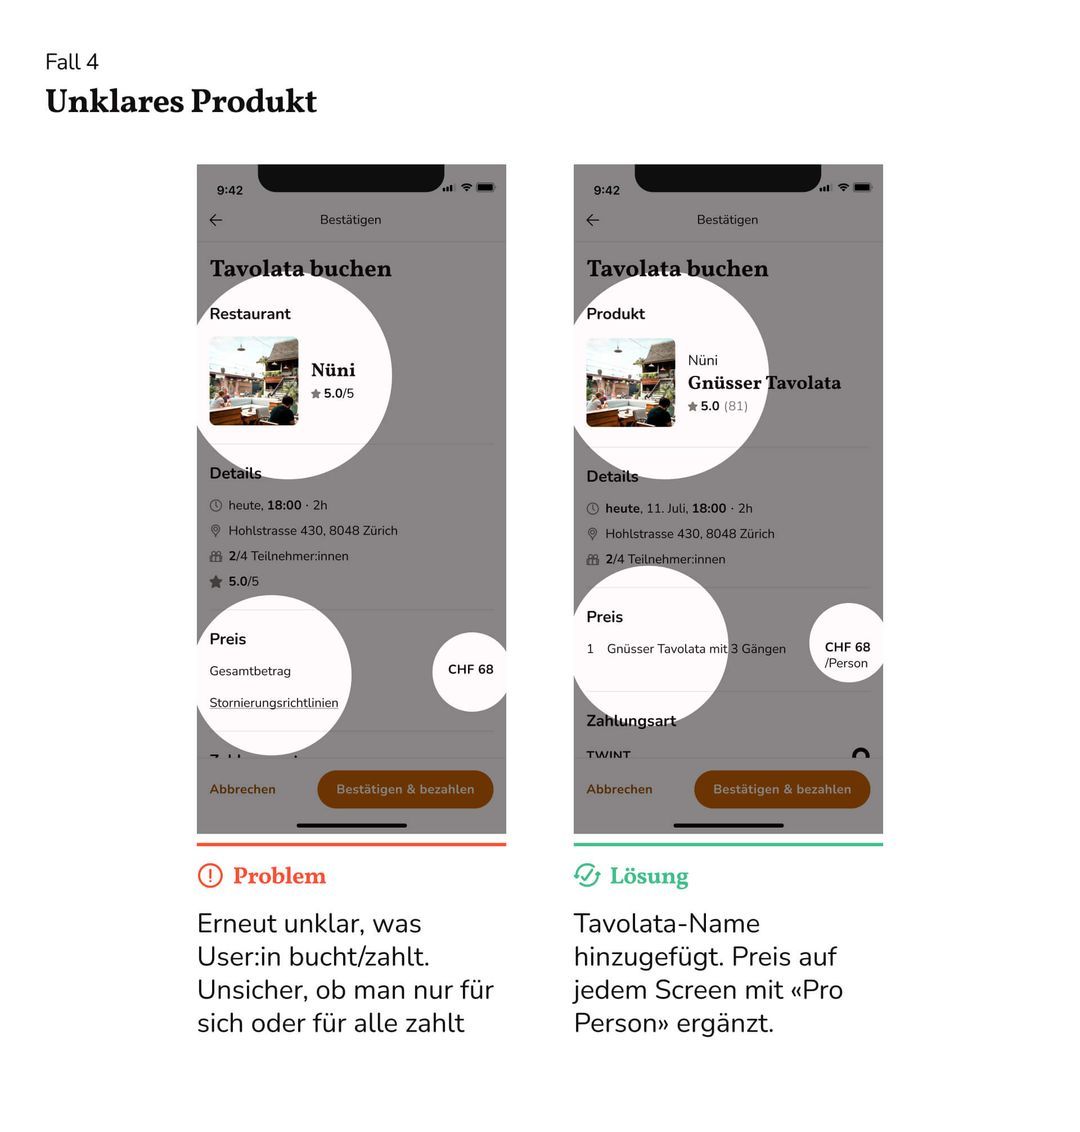 Fall 4
Unklares Produkt
9:42
Bestätigen
Tavolata buchen
Restaurant
Nüni
5.0/5
Details
heute, 18:00 · 2h
Hohlstrasse 430, 8048 Zürich
2/4 Teilnehmer:innen
5.0/5
Preis
Gesamtbetrag
CHF 68
Stornierungsrichtlinien
Abbrechen
Bestätigen & bezahlen
Problem
Erneut unklar, was
User:in bucht/zahlt.
Unsicher, ob man nur für
sich oder für alle zahlt
9:42
Bestätigen
Tavolata buchen
Produkt
Nüni
Gnüsser Tavolata
5.0 (81)
Details
heute, 11. Juli, 18:00 · 2h
Hohlstrasse 430, 8048 Zürich
2/4 Teilnehmer:innen
Preis
1 Gnüsser Tavolata mit 3 Gängen
CHF 68
/Person
Zahlungsart
TWINT
Abbrechen
Bestätigen & bezahlen
Lösung
Tavolata-Name
hinzugefügt. Preis auf
jedem Screen mit «Pro
Person» ergänzt.